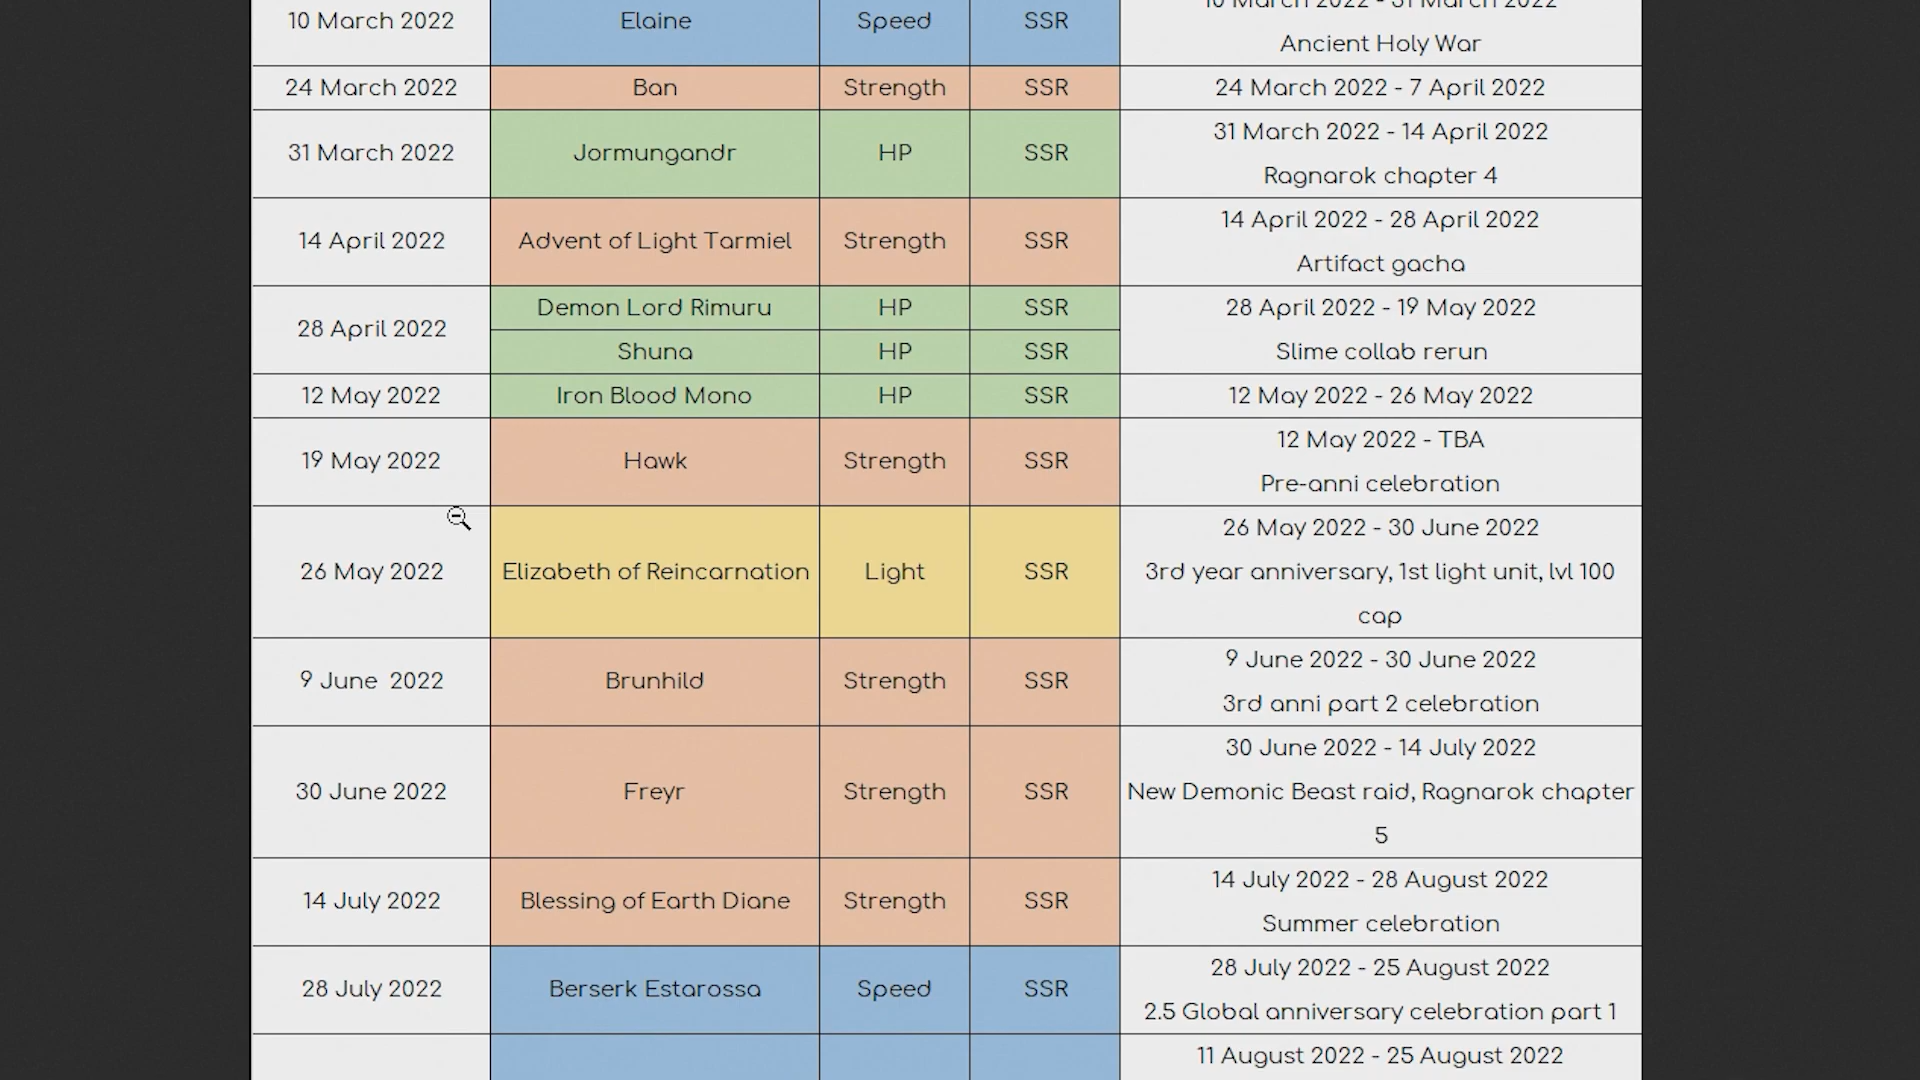 10 March 2022 Elaine Speed SSR 10 March 2022 - 31 March 2022
Ancient Holy War
24 March 2022 Ban Strength SSR 24 March 2022 - 7 April 2022
31 March 2022 Jormungandr HP SSR 31 March 2022 - 14 April 2022
Ragnarok chapter 4
14 April 2022 Advent of Light Tarmiel Strength SSR 14 April 2022 - 28 April 2022
Artifact gacha
28 April 2022 Demon Lord Rimuru HP SSR 28 April 2022 - 19 May 2022
Shuna HP SSR Slime collab rerun
12 May 2022 Iron Blood Mono HP SSR 12 May 2022 - 26 May 2022
19 May 2022 Hawk Strength SSR 12 May 2022 - TBA
Pre-anni celebration
26 May 2022 Elizabeth of Reincarnation Light SSR 26 May 2022 - 30 June 2022
3rd year anniversary, 1st light unit, lvl 100
cap
9 June 2022 Brunhild Strength SSR 9 June 2022 - 30 June 2022
3rd anni part 2 celebration
30 June 2022 Freyr Strength SSR 30 June 2022 - 14 July 2022
New Demonic Beast raid, Ragnarok chapter
5
14 July 2022 Blessing of Earth Diane Strength SSR 14 July 2022 - 28 August 2022
Summer celebration
28 July 2022 Berserk Estarossa Speed SSR 28 July 2022 - 25 August 2022
2.5 Global anniversary celebration part 1
11 August 2022 - 25 August 2022